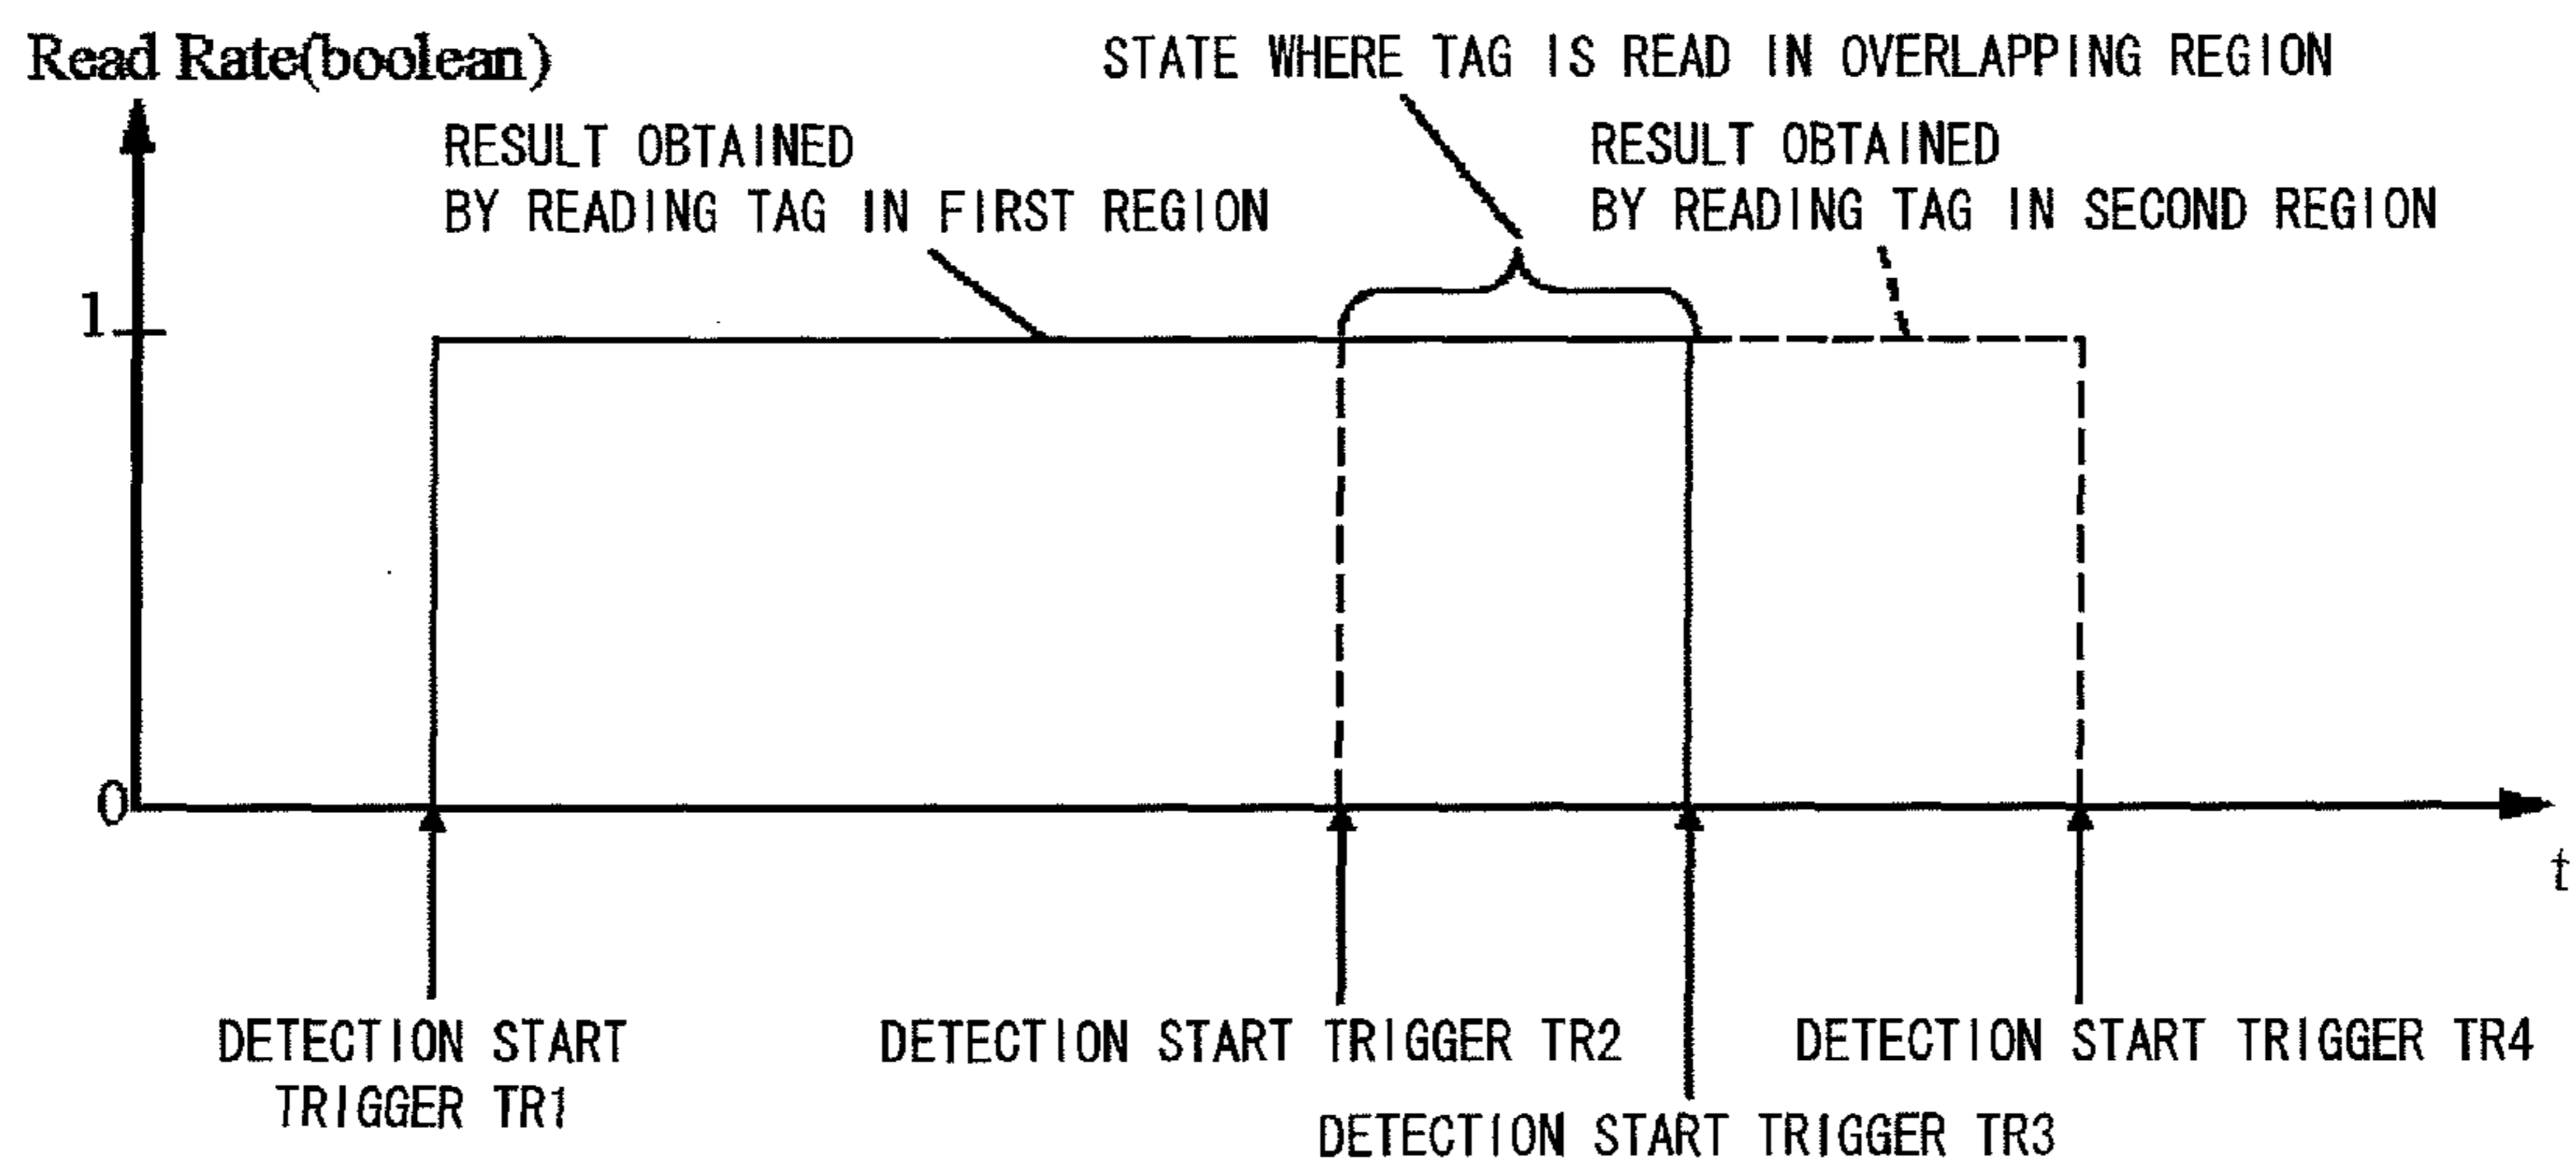 Read Rate(boolean)
STATE WHERE TAG IS READ IN OVERLAPPING REGION
RESULT OBTAINED
BY READING TAG IN FIRST REGION
RESULT OBTAINED
BY READING TAG IN SECOND REGION
1
0
t
DETECTION START
TRIGGER TR1
DETECTION START TRIGGER TR2
DETECTION START TRIGGER TR3
DETECTION START TRIGGER TR4